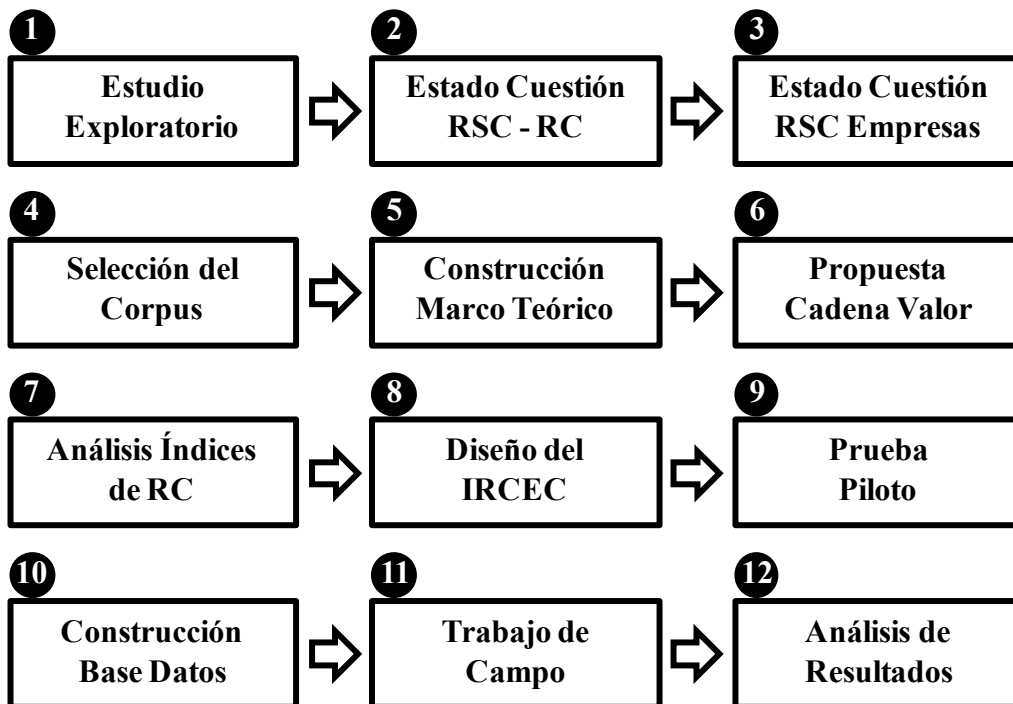 1
Estudio
Exploratorio
2
Estado Cuestión
RSC - RC
3
Estado Cuestión
RSC Empresas
4
Selección del
Corpus
5
Construcción
Marco Teórico
6
Propuesta
Cadena Valor
7
Análisis Índices
de RC
8
Diseño del
IRCEC
9
Prueba
Piloto
10
Construcción
Base Datos
11
Trabajo de
Campo
12
Análisis de
Resultados